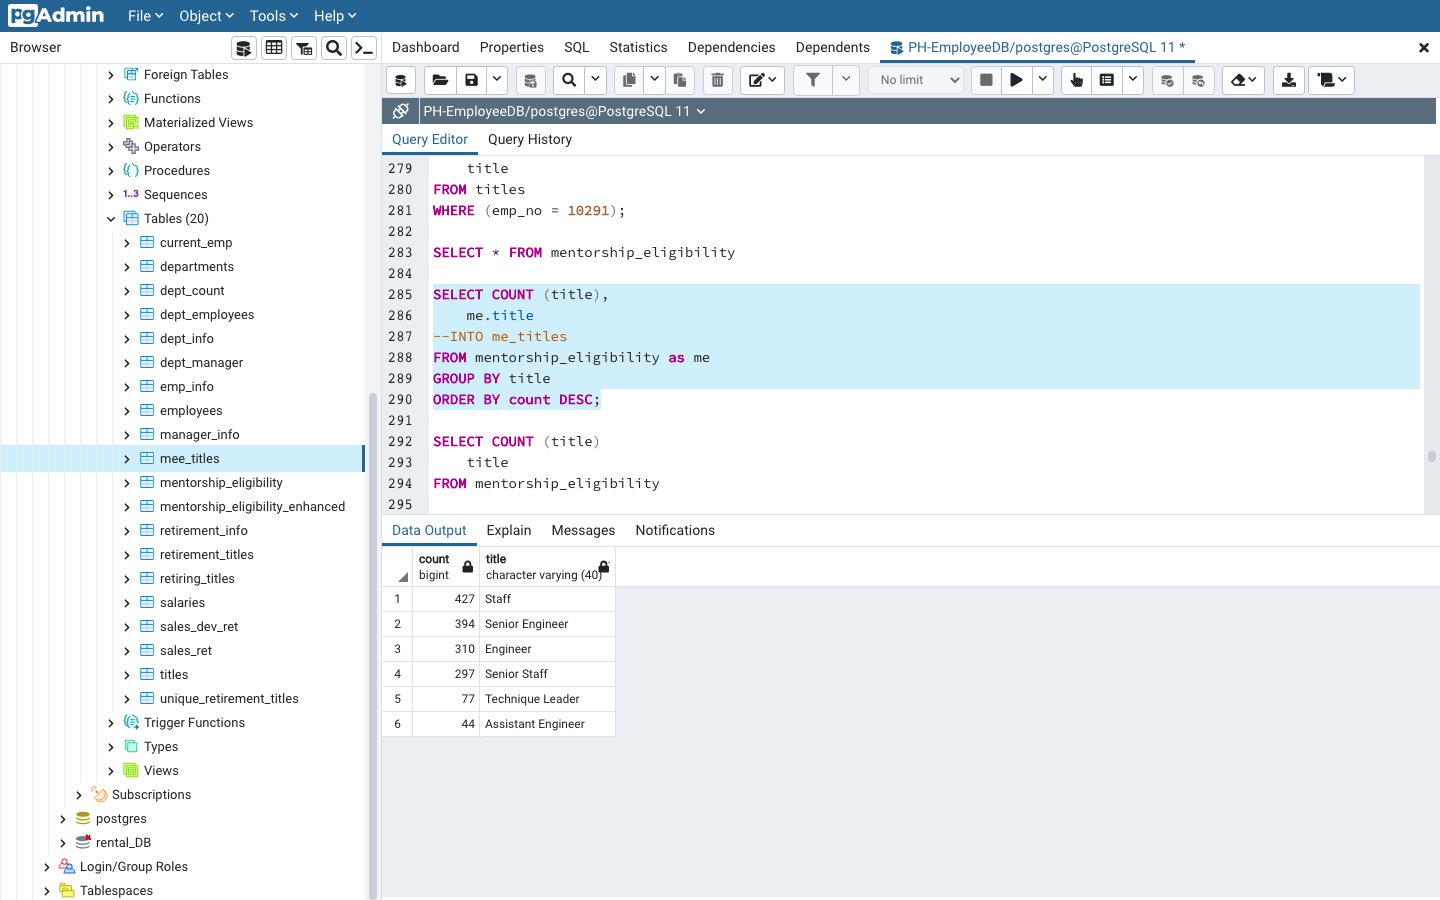 pgAdmin File Object Tools Help
Browser
Dashboard Properties SQL Statistics Dependencies Dependents PH-EmployeeDB/postgres@PostgreSQL 11 *
No limit
PH-EmployeeDB/postgres@PostgreSQL 11
Query Editor Query History
Foreign Tables
Functions
Materialized Views
Operators
Procedures
1..3 Sequences
Tables (20)
current_emp
departments
dept_count
dept_employees
dept_info
dept_manager
emp_info
employees
manager_info
mee_titles
mentorship_eligibility
mentorship_eligibility_enhanced
retirement_info
retirement_titles
retiring_titles
salaries
sales_dev_ret
sales_ret
titles
unique_retirement_titles
Trigger Functions
Types
Views
Subscriptions
postgres
rental_DB
Login/Group Roles
Tablespaces
279 title
280 FROM titles
281 WHERE (emp_no = 10291);
282
283 SELECT * FROM mentorship_eligibility
284
285 SELECT COUNT (title),
286 me.title
287 --INTO me_titles
288 FROM mentorship_eligibility as me
289 GROUP BY title
290 ORDER BY count DESC;
291
292 SELECT COUNT (title)
293 title
294 FROM mentorship_eligibility
295
Data Output Explain Messages Notifications
count title
bigint character varying (40)
1 427 Staff
2 394 Senior Engineer
3 310 Engineer
4 297 Senior Staff
5 77 Technique Leader
6 44 Assistant Engineer